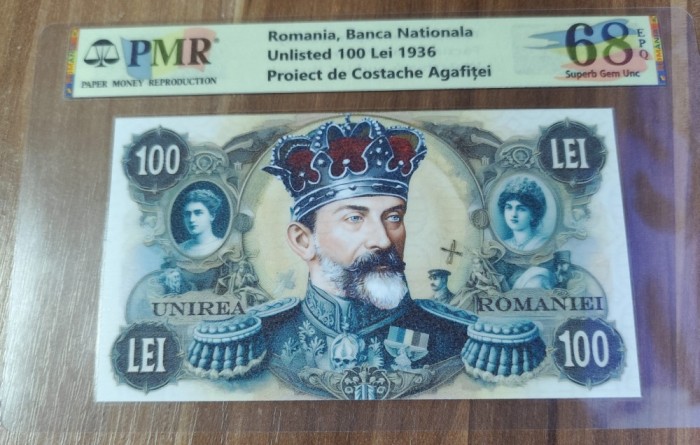 PMR
PAPER MONEY REPRODUCTION
Romania, Banca Nationala
Unlisted 100 Lei 1936
Proiect de Costache Agafiței
68
EPQ
Superb Gem Unc
100
LEI
UNIREA
ROMANIEI
LEI
100